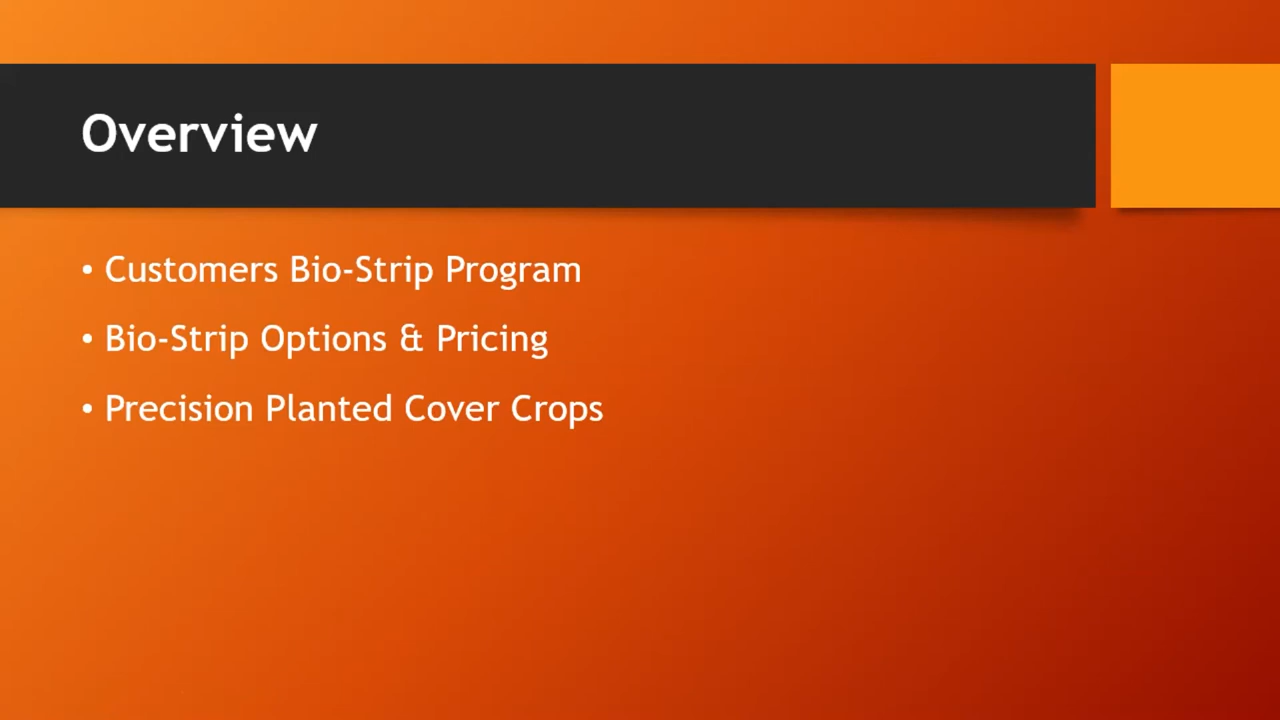 Overview
• Customers Bio-Strip Program
• Bio-Strip Options & Pricing
• Precision Planted Cover Crops